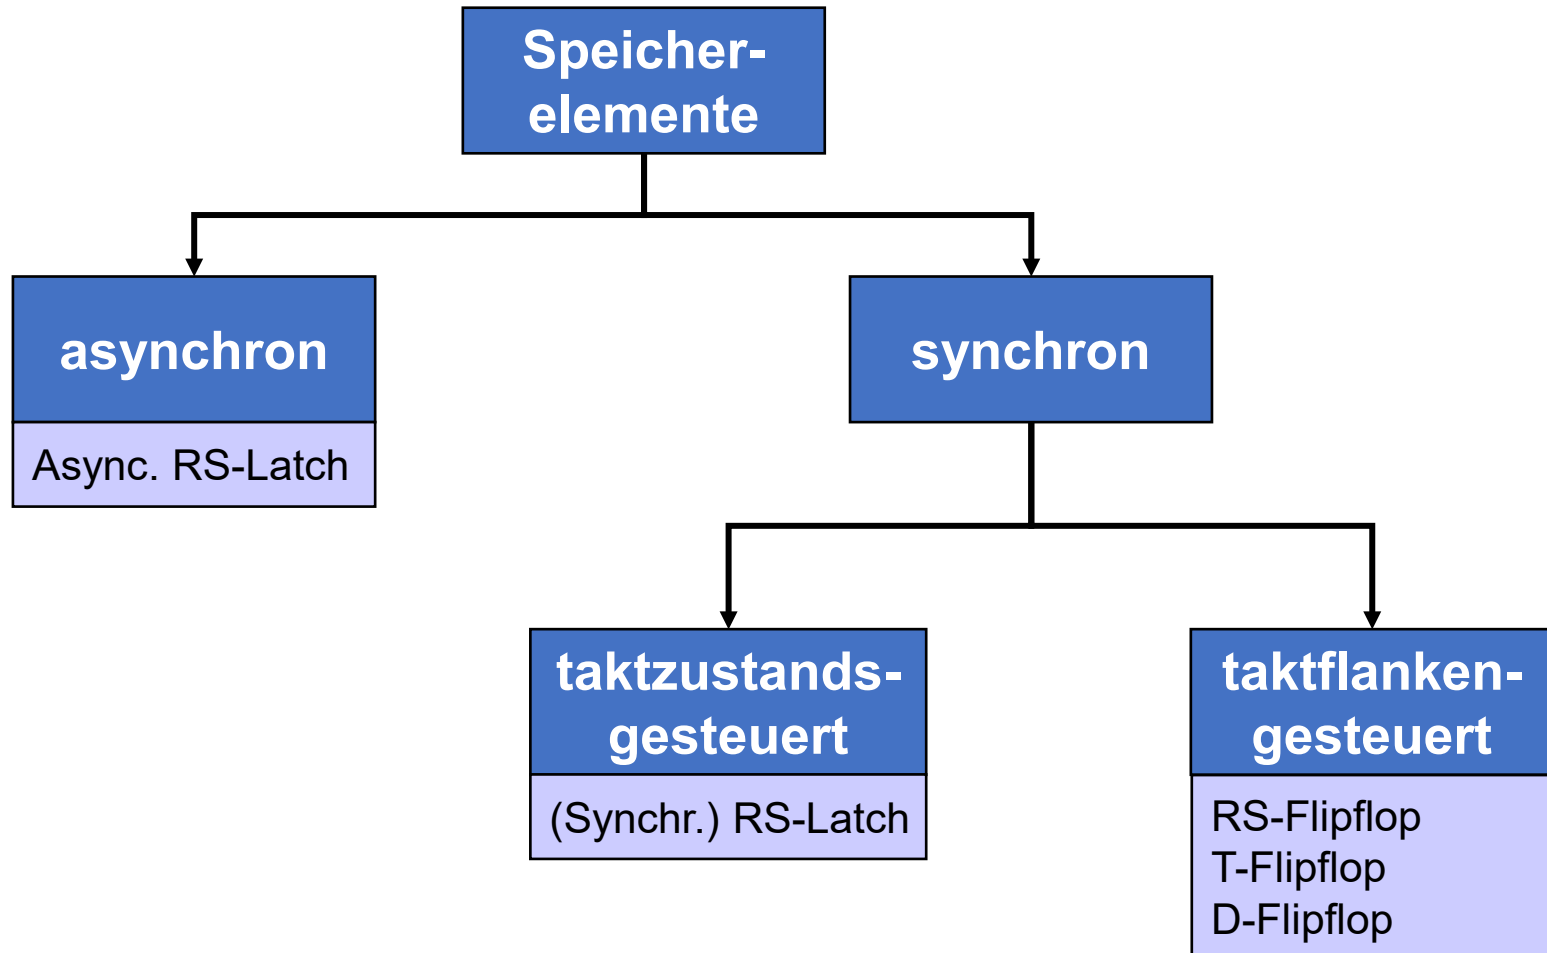 Speicher-
elemente
asynchron
synchron
Async. RS-Latch
taktzustands-
gesteuert
taktflanken-
gesteuert
(Synchr.) RS-Latch
RS-Flipflop
T-Flipflop
D-Flipflop